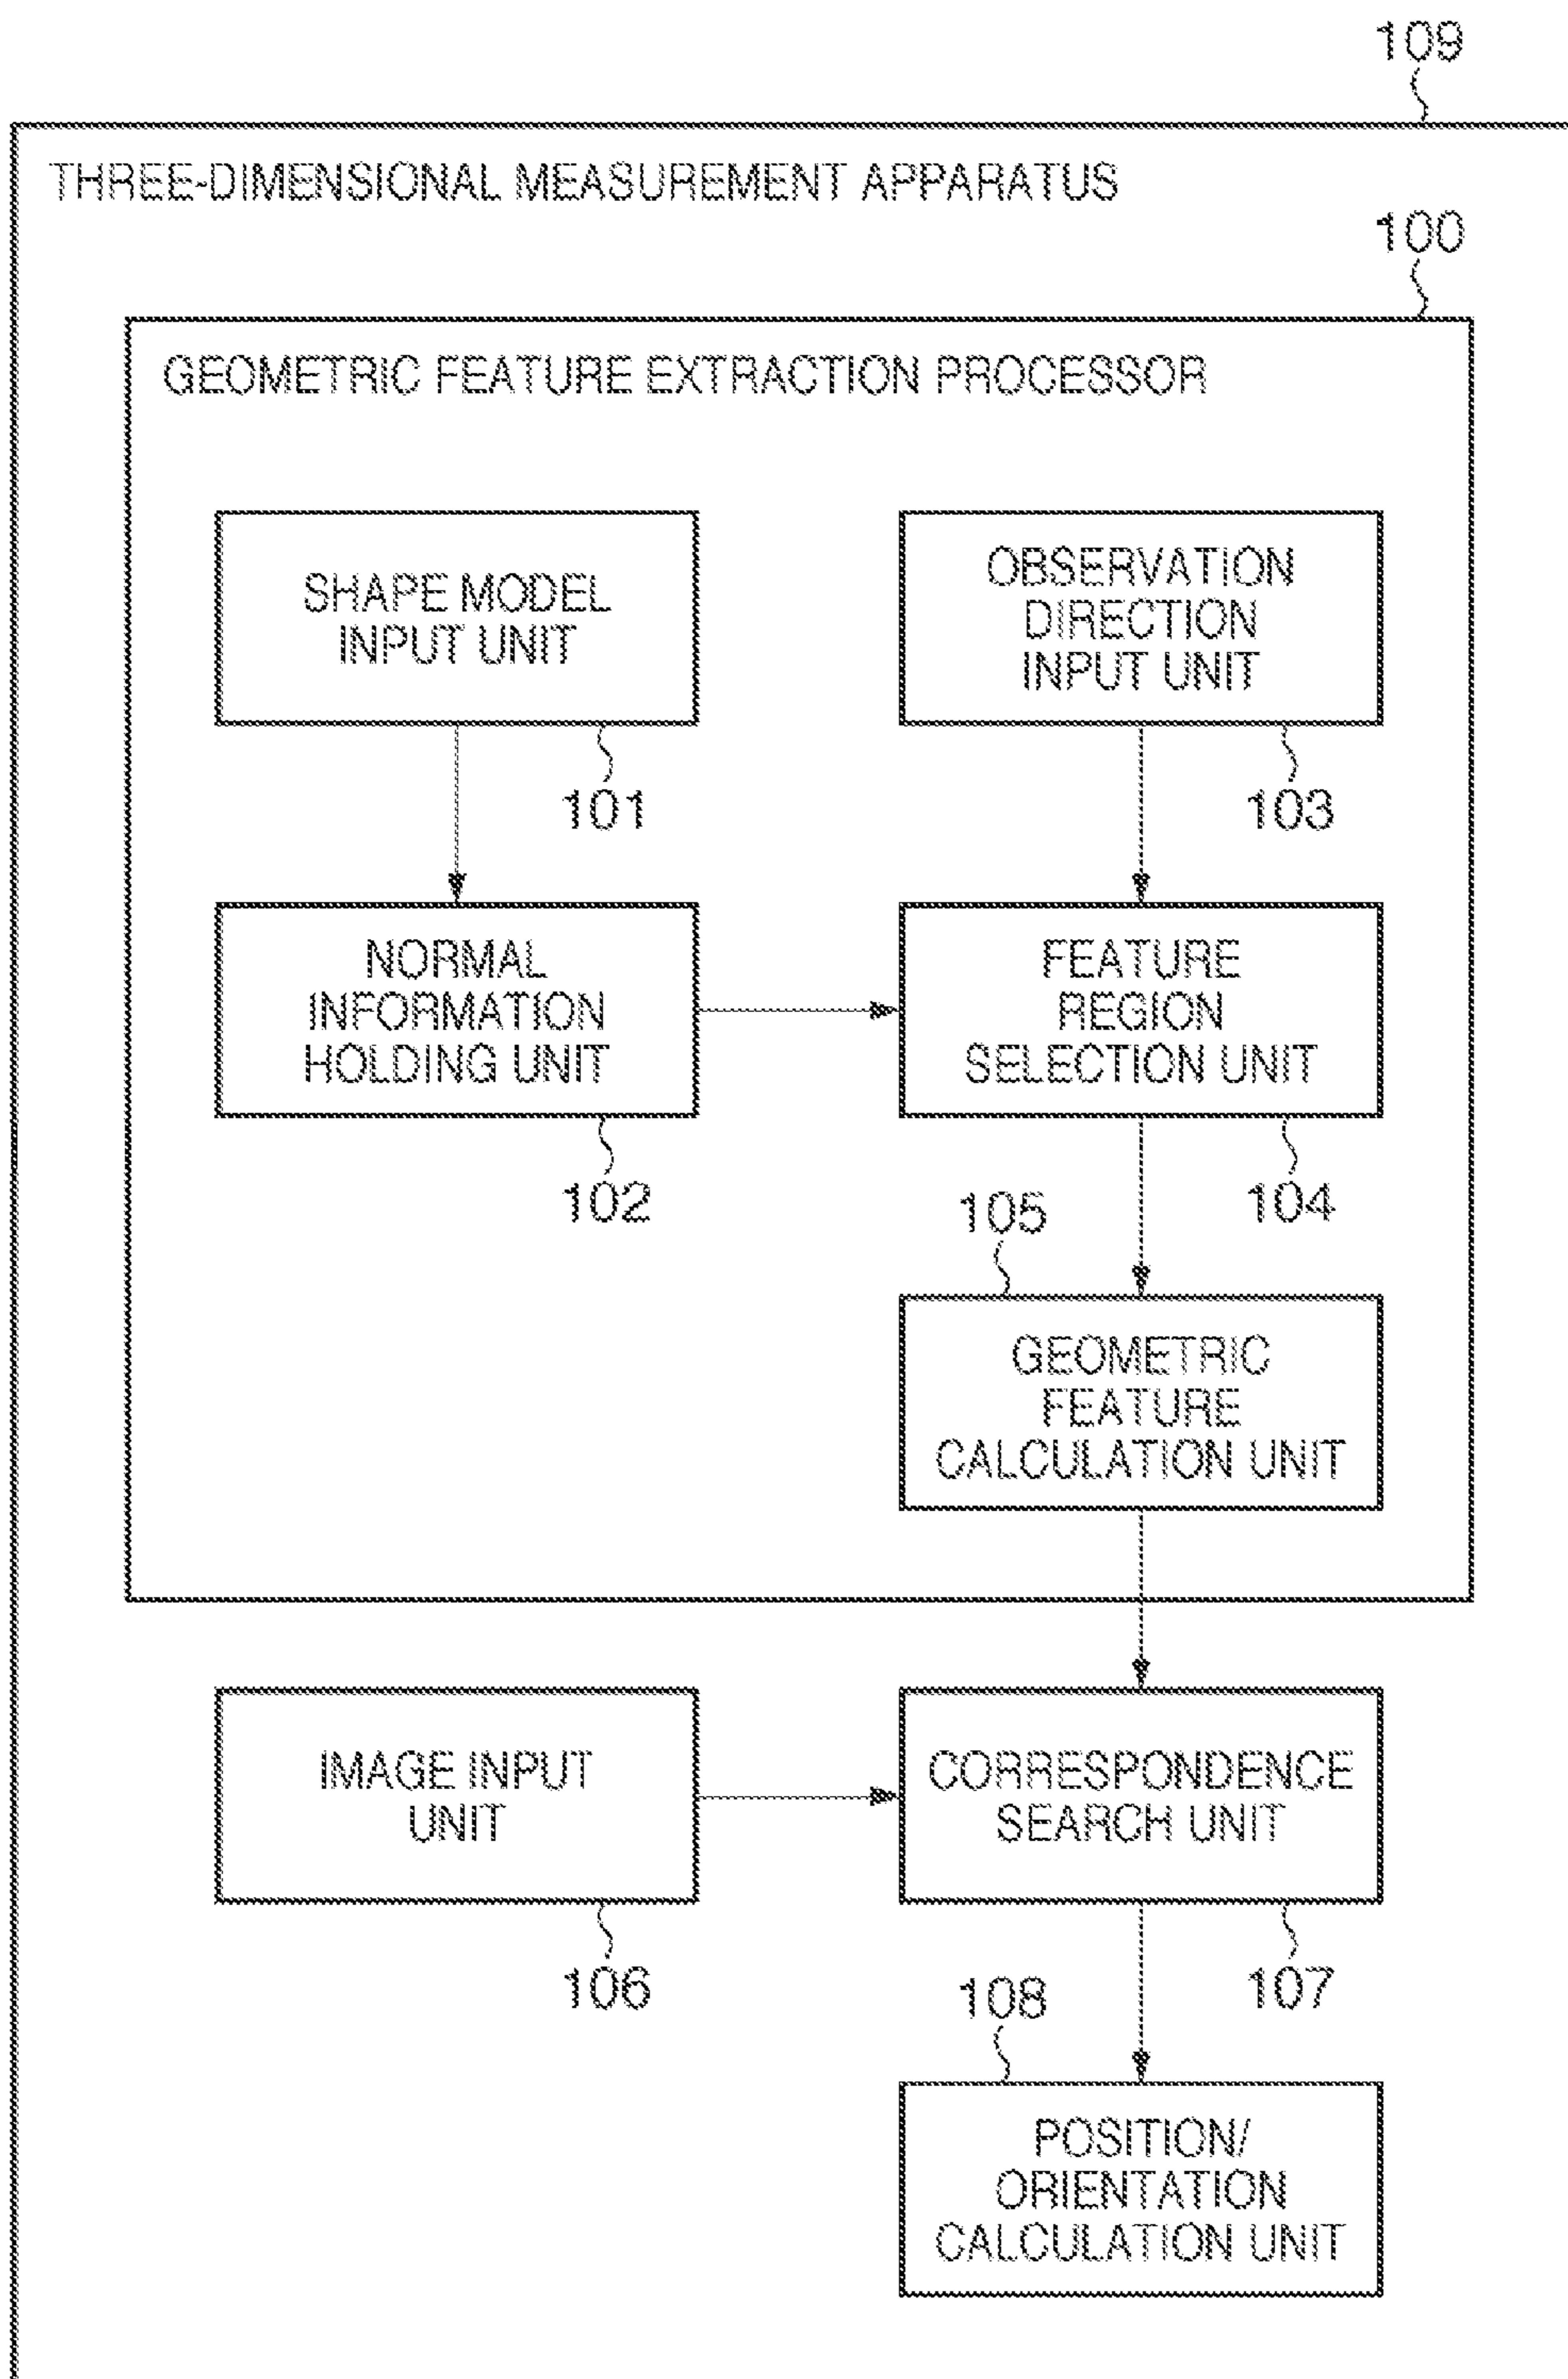 109
THREE-DIMENSIONAL MEASUREMENT APPARATUS
100
GEOMETRIC FEATURE EXTRACTION PROCESSOR
SHAPE MODEL
INPUT UNIT
101
OBSERVATION
DIRECTION
INPUT UNIT
103
NORMAL
INFORMATION
HOLDING UNIT
102
FEATURE
REGION
SELECTION UNIT
104
105
GEOMETRIC
FEATURE
CALCULATION UNIT
IMAGE INPUT
UNIT
106
CORRESPONDENCE
SEARCH UNIT
107
108
POSITION/
ORIENTATION
CALCULATION UNIT